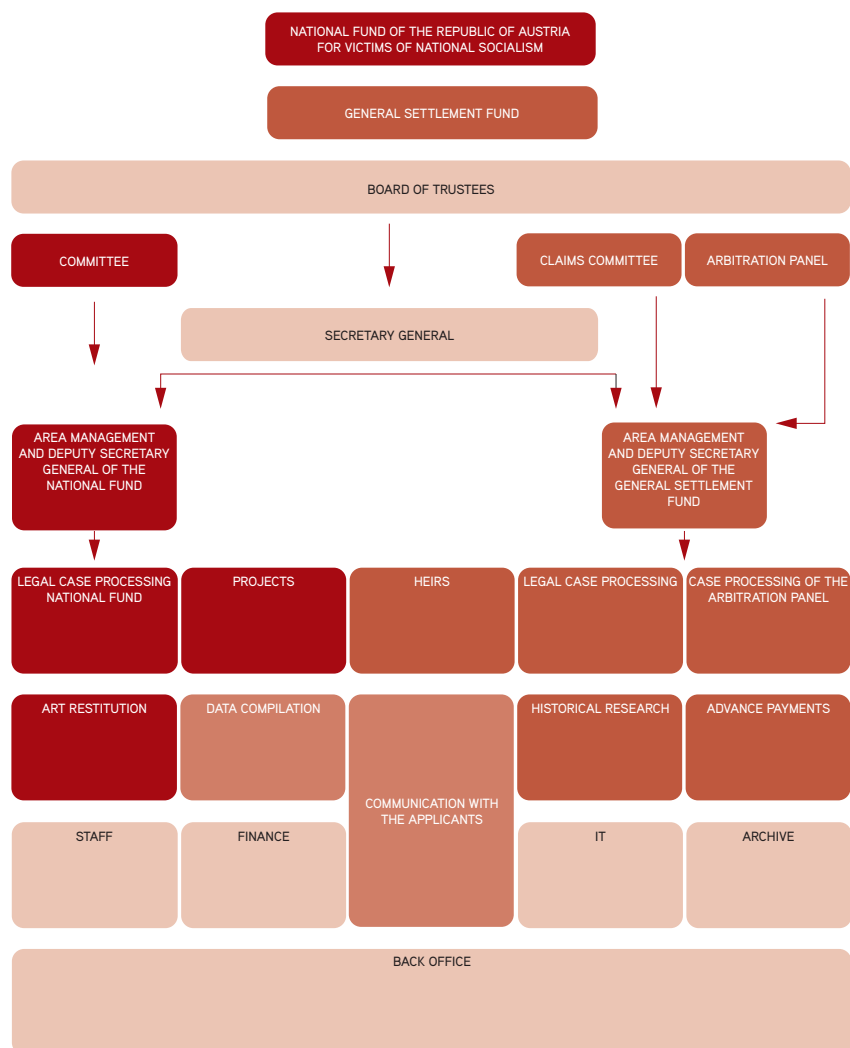 NATIONAL FUND OF THE REPUBLIC OF AUSTRIA
FOR VICTIMS OF NATIONAL SOCIALISM
GENERAL SETTLEMENT FUND
BOARD OF TRUSTEES
COMMITTEE
CLAIMS COMMITTEE
ARBITRATION PANEL
SECRETARY GENERAL
AREA MANAGEMENT
AND DEPUTY SECRETARY
GENERAL OF THE
NATIONAL FUND
AREA MANAGEMENT
AND DEPUTY SECRETARY
GENERAL OF THE
GENERAL SETTLEMENT
FUND
LEGAL CASE PROCESSING
NATIONAL FUND
PROJECTS
HEIRS
LEGAL CASE PROCESSING
CASE PROCESSING OF THE
ARBITRATION PANEL
ART RESTITUTION
DATA COMPILATION
COMMUNICATION WITH
THE APPLICANTS
HISTORICAL RESEARCH
ADVANCE PAYMENTS
STAFF
FINANCE
IT
ARCHIVE
BACK OFFICE